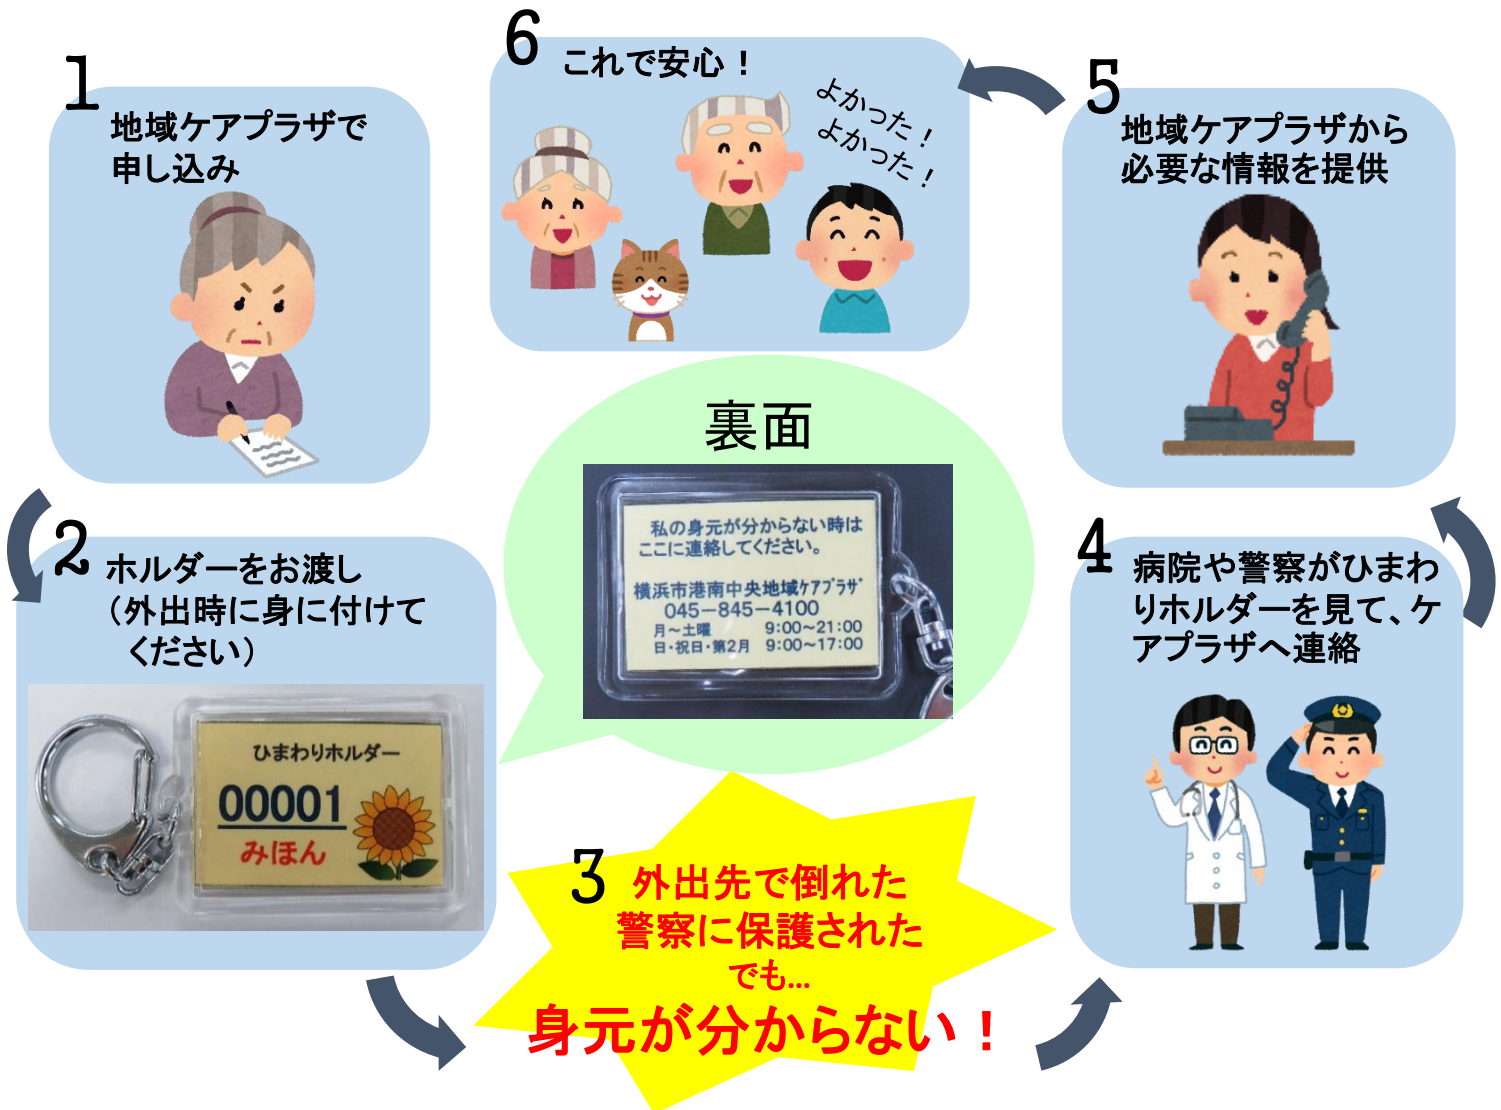 1
地域ケアプラザで
申し込み
2
ホルダーをお渡し
（外出時に身に付けて
ください）
ひまわりホルダー
00001
みほん
裏面
私の身元が分からない時は
ここに連絡してください。
横浜市港南中央地域ｹｱﾌﾟﾗｻﾞ
045－845－4100
月～土曜 9:00～21:00
日・祝日・第2月 9:00～17:00
3
外出先で倒れた
警察に保護された
でも…
身元が分からない！
4
病院や警察がひまわ
りホルダーを見て、ケ
アプラザへ連絡
5
地域ケアプラザから
必要な情報を提供
6
これで安心！
よかった！
よかった！